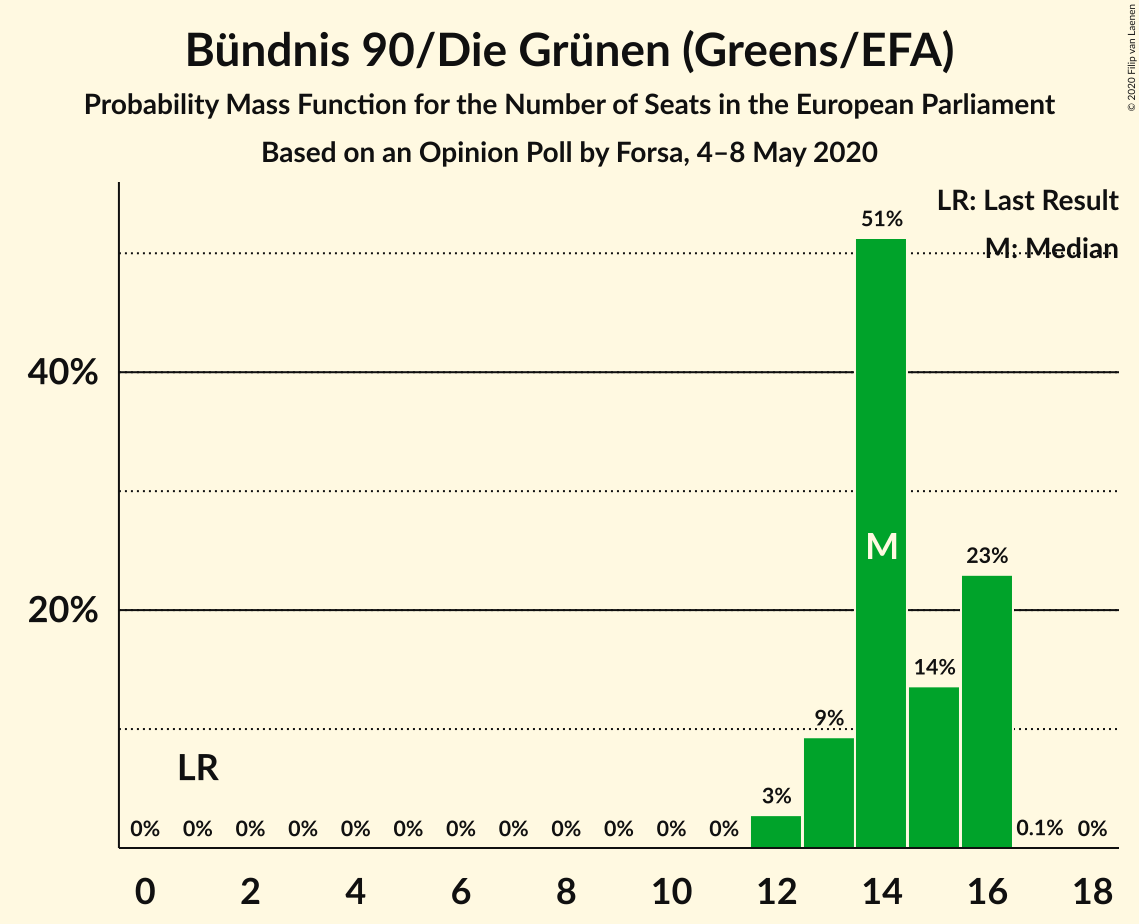 Bündnis 90/Die Grünen (Greens/EFA)
Probability Mass Function for the Number of Seats in the European Parliament
Based on an Opinion Poll by Forsa, 4–8 May 2020
© 2020 Filip van Laenen
LR: Last Result
M: Median
51%
40%
M
23%
20%
14%
9%
LR
3%
0% 0% 0% 0% 0% 0% 0% 0% 0% 0% 0% 0% 0.1% 0%
0 2 4 6 8 10 12 14 16 18